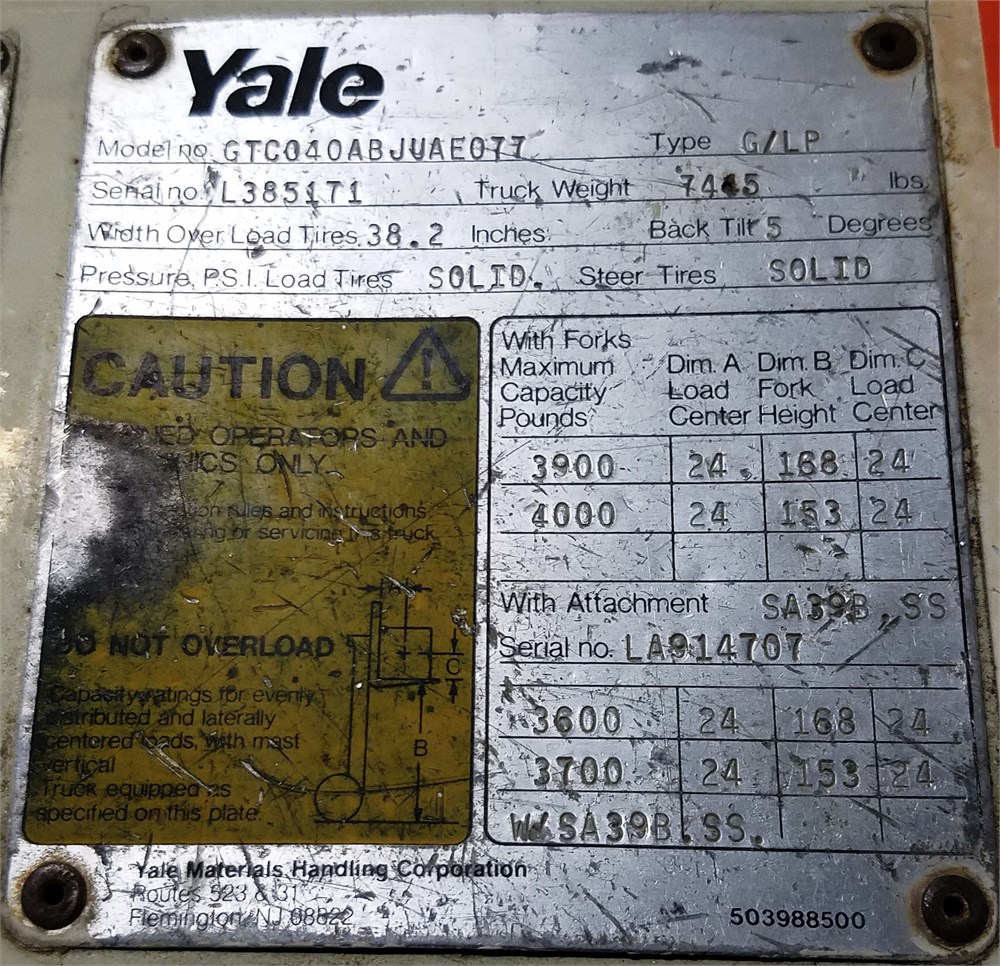 Yale
Model no. GTC040ABJUAE077 Type G/LP
Serial no. L385171 Truck Weight lbs.
Width Over Load Tires 38.2 Inches. Back Tilt 5 Degrees
Pressure, P.S.I. Load Tires SOLID. Steer Tires SOLID
CAUTION
OPERATORS AND
ONLY
rules and instructions
or servicing this truck.
DO NOT OVERLOAD
Capacity ratings for evenly
distributed and laterally
centered loads, with mast
vertical
Truck equipped as
specified on this plate.
A
C
B
With Forks
Maximum Dim. A Dim. B Dim. C
Capacity Load Fork Load
Pounds Center Height Center
3900 24 168 24
4000 24 153 24
With Attachment SA39B.SS
Serial no. LA914707
3600 24 168 24
3700 24 153 24
W/SA39B.SS.
Yale Materials Handling Corporation
Routes 523 & 31
Flemington, NJ 08822
503988500